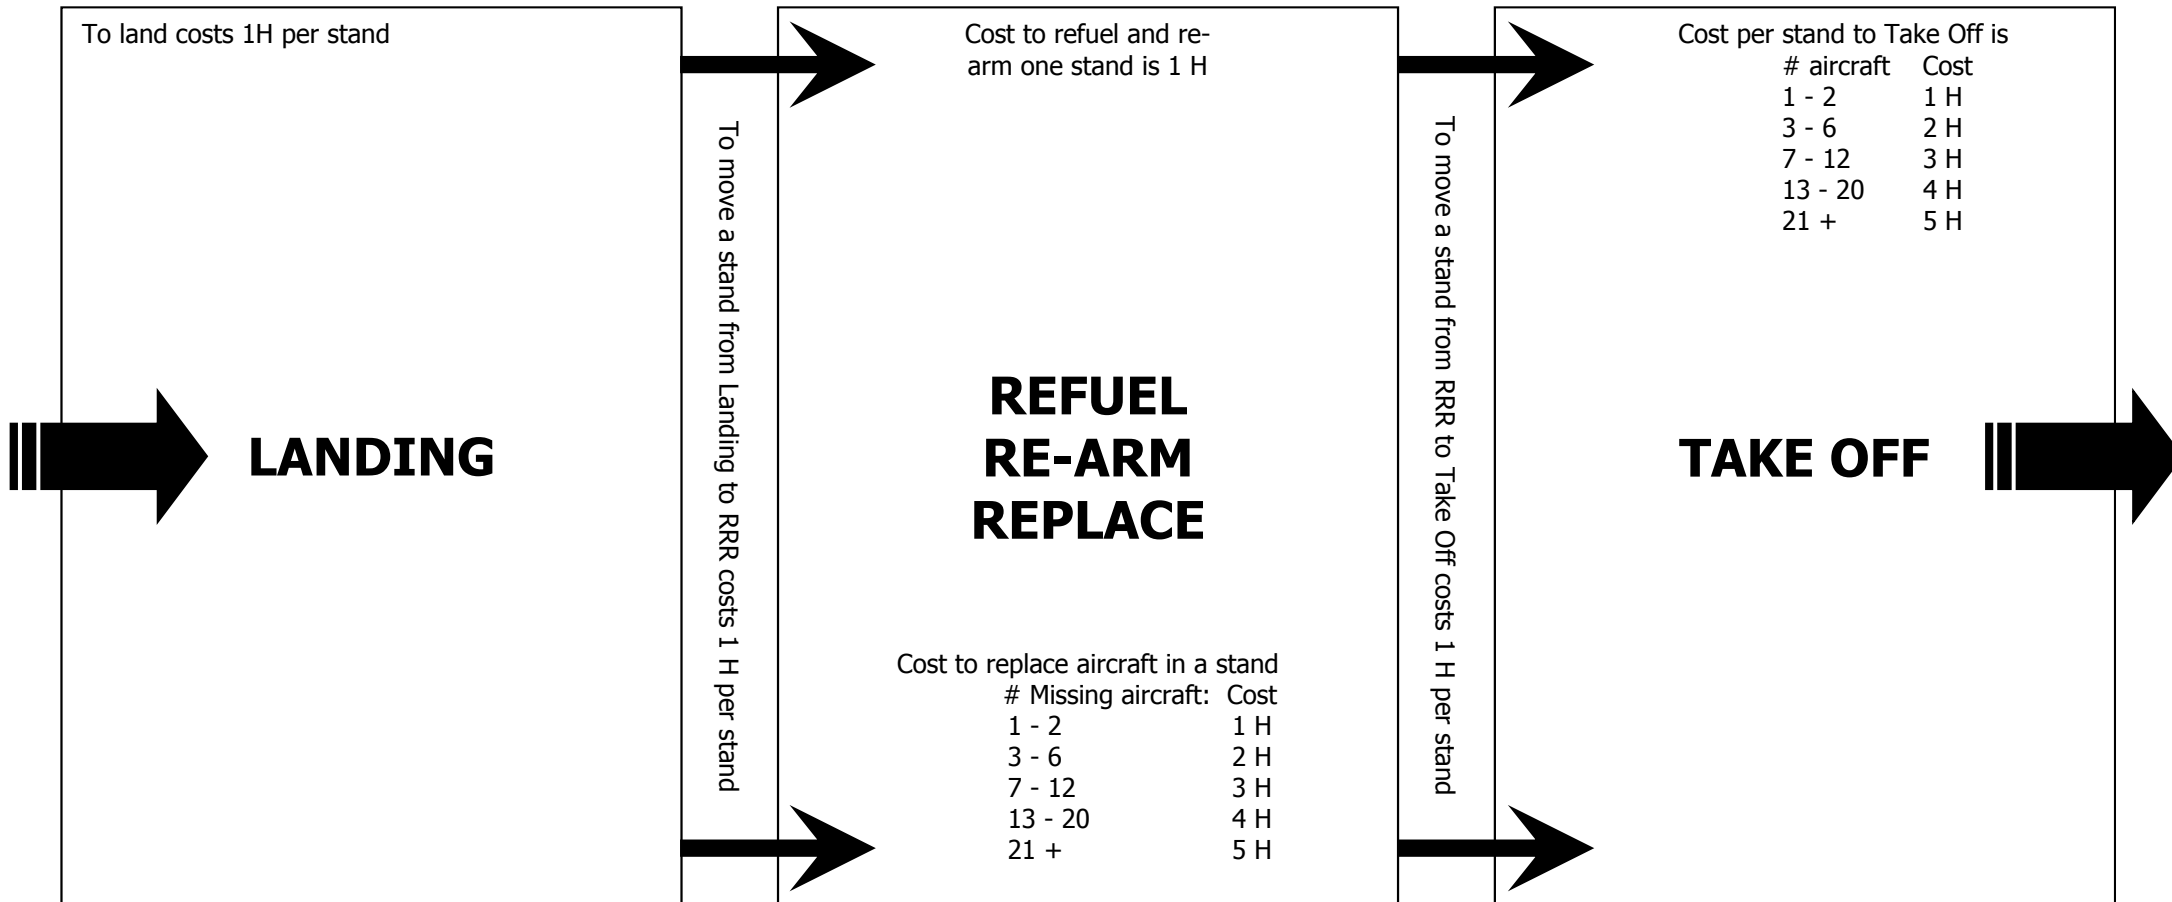 To land costs 1H per stand
LANDING
To move a stand from Landing to RRR costs 1 H per stand
Cost to refuel and re-
arm one stand is 1 H
REFUEL
RE-ARM
REPLACE
Cost to replace aircraft in a stand
# Missing aircraft: Cost
1 - 2 1 H
3 - 6 2 H
7 - 12 3 H
13 - 20 4 H
21 + 5 H
To move a stand from RRR to Take Off costs 1 H per stand
Cost per stand to Take Off is
# aircraft Cost
1 - 2 1 H
3 - 6 2 H
7 - 12 3 H
13 - 20 4 H
21 + 5 H
TAKE OFF